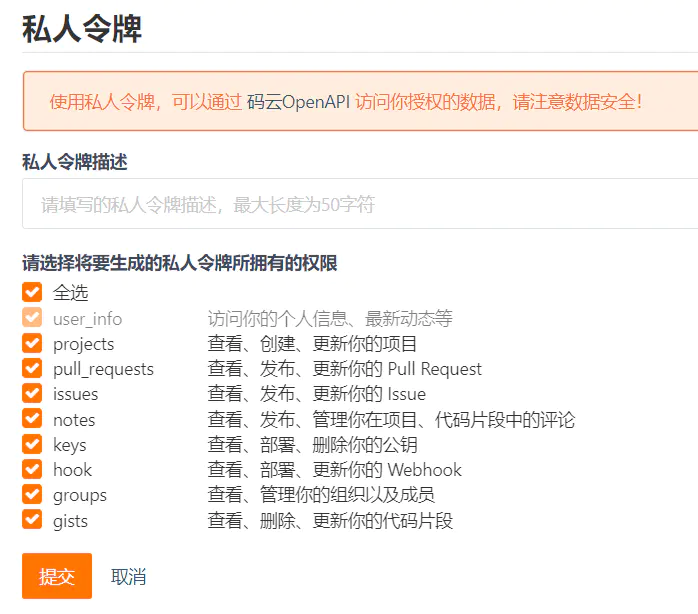 私人令牌
使用私人令牌，可以通过 码云OpenAPI 访问你授权的数据，请注意数据安全！
私人令牌描述
请填写的私人令牌描述，最大长度为50字符
请选择将要生成的私人令牌所拥有的权限
全选
user_info 访问你的个人信息、最新动态等
projects 查看、创建、更新你的项目
pull_requests 查看、发布、更新你的 Pull Request
issues 查看、发布、更新你的 Issue
notes 查看、发布、管理你在项目、代码片段中的评论
keys 查看、部署、删除你的公钥
hook 查看、部署、更新你的 Webhook
groups 查看、管理你的组织以及成员
gists 查看、删除、更新你的代码片段
提交 取消